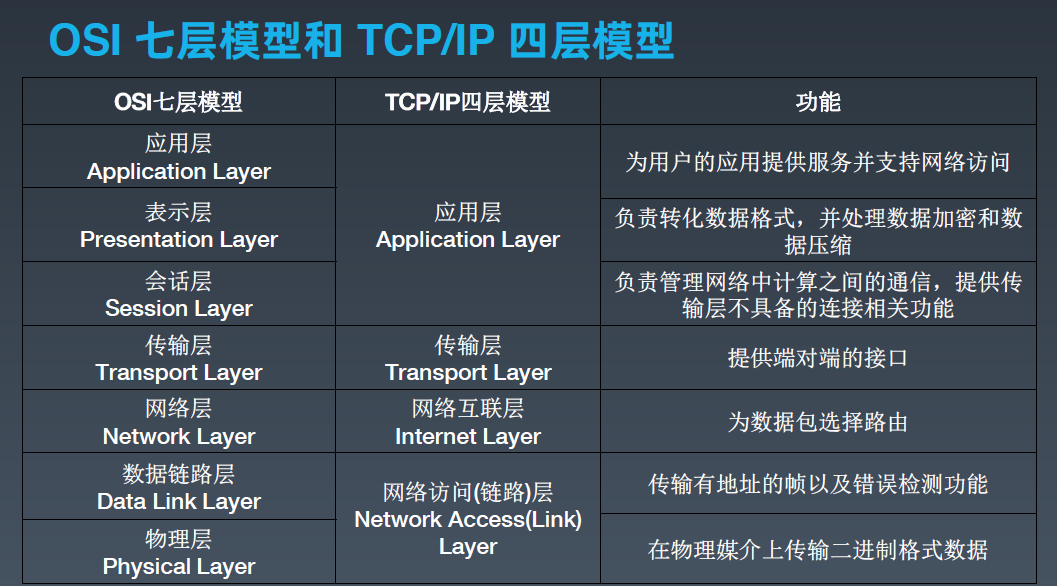 OSI 七层模型和 TCP/IP 四层模型
OSI七层模型
TCP/IP四层模型
功能
应用层
Application Layer
应用层
Application Layer
为用户的应用提供服务并支持网络访问
表示层
Presentation Layer
负责转化数据格式，并处理数据加密和数
据压缩
会话层
Session Layer
负责管理网络中计算之间的通信，提供传
输层不具备的连接相关功能
传输层
Transport Layer
传输层
Transport Layer
提供端对端的接口
网络层
Network Layer
网络互联层
Internet Layer
为数据包选择路由
数据链路层
Data Link Layer
网络访问(链路)层
Network Access(Link)
Layer
传输有地址的帧以及错误检测功能
物理层
Physical Layer
在物理媒介上传输二进制格式数据